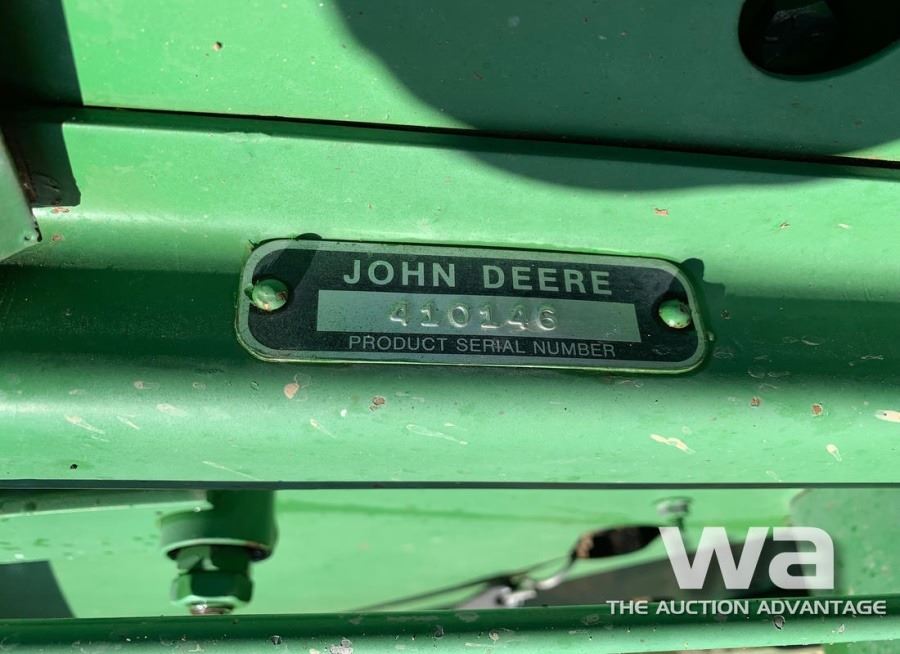 JOHN DEERE
410146
PRODUCT SERIAL NUMBER
wa
THE AUCTION ADVANTAGE